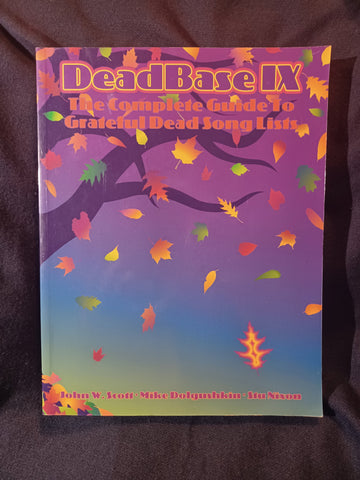 DeadBase IX
The Complete Guide To
Grateful Dead Song Lists
John W. Scott · Mike Dolgushkin · Stu Nixon